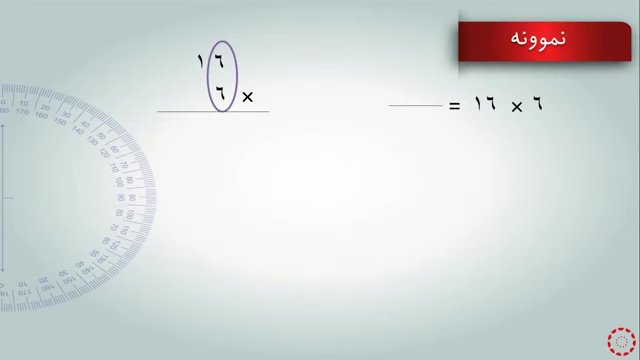 نموونە
٦ × ١٦ = ____
١٦
× ٦